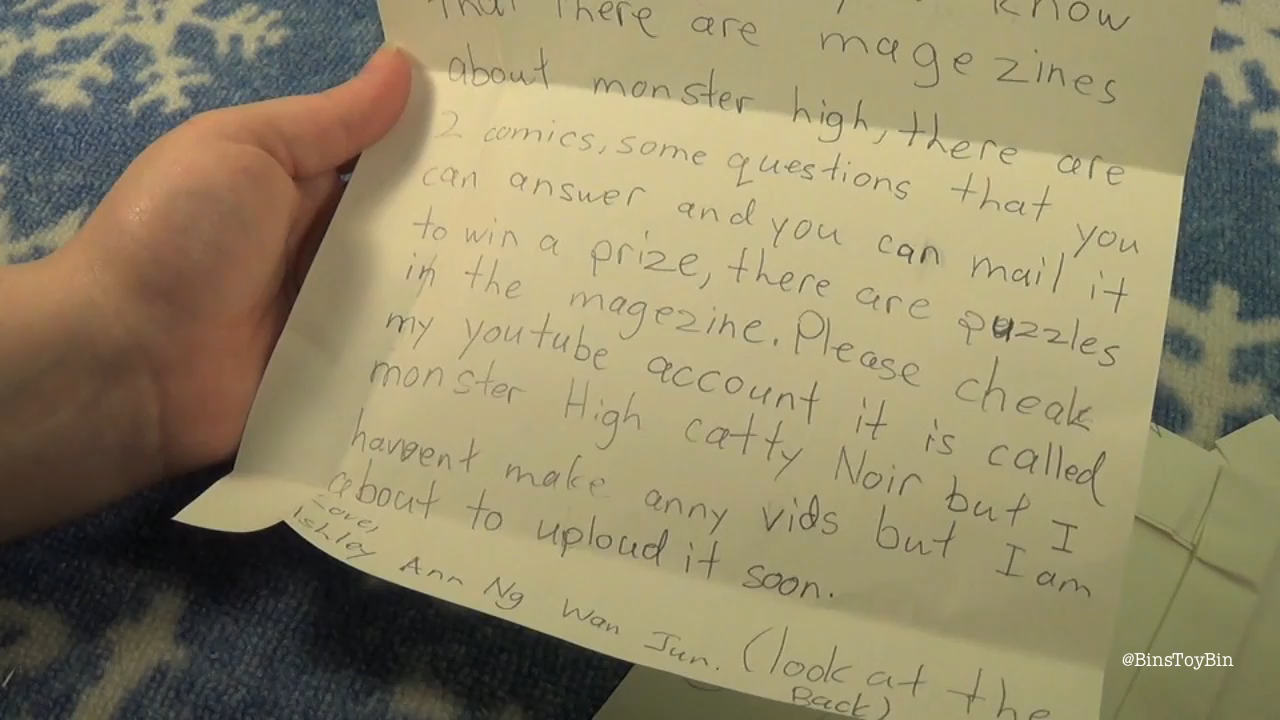 That there are
know
magezines
about monster high, there are
2 comics, some questions that you
can answer and you can mail it
to win a prize, there are puzzles
in the magezine. Please cheak
my youtube account it is called
monster High catty Noir but I
havent make anny vids but I am
about to upload it soon.
Love,
Ishley Ann Ng Wan Jun. (look at the
Back)
@BinsToyBin